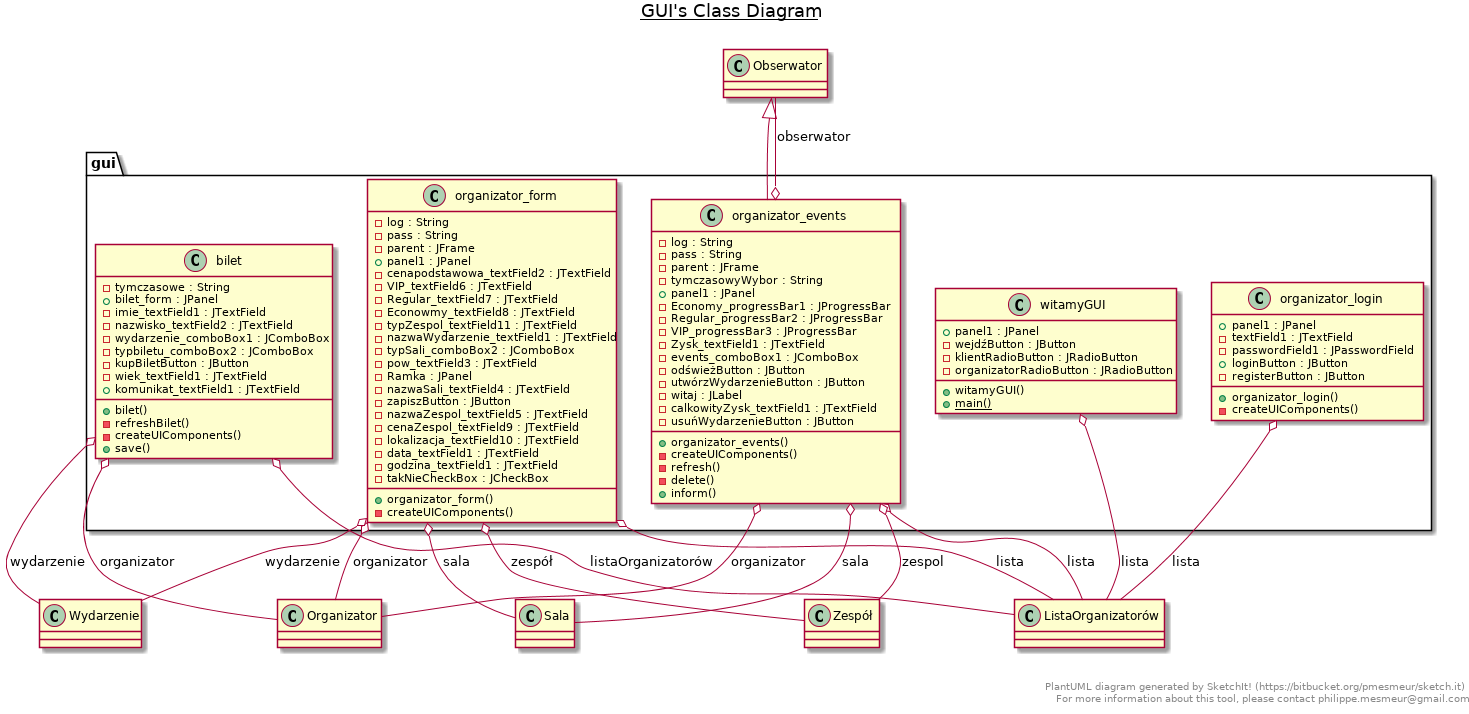 GUI's Class Diagram
C Obserwator
observator
gui
C bilet
tymczasowe : String
bilet_form : JPanel
imie_textField1 : JTextField
nazwisko_textField2 : JTextField
wydarzenie_comboBox1 : JComboBox
typbiletu_comboBox2 : JComboBox
kupBiletButton : JButton
wiek_textField1 : JTextField
komunikat_textField1 : JTextField
bilet()
refreshBilet()
createUIComponents()
save()
C organizator_form
log : String
pass : String
parent : JFrame
panel1 : JPanel
cenapodstawowa_textField2 : JTextField
VIP_textField6 : JTextField
Regular_textField7 : JTextField
Econowmy_textField8 : JTextField
typZespol_textField11 : JTextField
nazwaWydarzenie_textField1 : JTextField
typSali_comboBox2 : JComboBox
pow_textField3 : JTextField
Ramka : JPanel
nazwaSali_textField4 : JTextField
zapiszButton : JButton
nazwaZespol_textField5 : JTextField
cenaZespol_textField9 : JTextField
lokalizacja_textField10 : JTextField
data_textField1 : JTextField
godzina_textField1 : JTextField
takNieCheckBox : JCheckBox
organizator_form()
createUIComponents()
C organizator_events
log : String
pass : String
parent : JFrame
tymczasowyWybor : String
panel1 : JPanel
Economy_progressBar1 : JProgressBar
Regular_progressBar2 : JProgressBar
VIP_progressBar3 : JProgressBar
Zysk_textField1 : JTextField
events_comboBox1 : JComboBox
odświeżButton : JButton
utwórzWydarzenieButton : JButton
witaj : JLabel
calkowityZysk_textField1 : JTextField
usuńWydarzenieButton : JButton
organizator_events()
createUIComponents()
refresh()
delete()
inform()
C witamyGUI
panel1 : JPanel
wejdźButton : JButton
klientRadioButton : JRadioButton
organizatorRadioButton : JRadioButton
witamyGUI()
main()
C organizator_login
panel1 : JPanel
textField1 : JTextField
passwordField1 : JPasswordField
loginButton : JButton
registerButton : JButton
organizator_login()
createUIComponents()
wydarzenie organizator wydarzenie organizator sala zespół listaOrganizatorów organizator sala zespol lista lista lista lista
C Wydarzenie
C Organizator
C Sala
C Zespół
C ListaOrganizatorów
PlantUML diagram generated by SketchIt! (https://bitbucket.org/pmesmeur/sketch.it)
For more information about this tool, please contact philippe.mesmeur@gmail.com